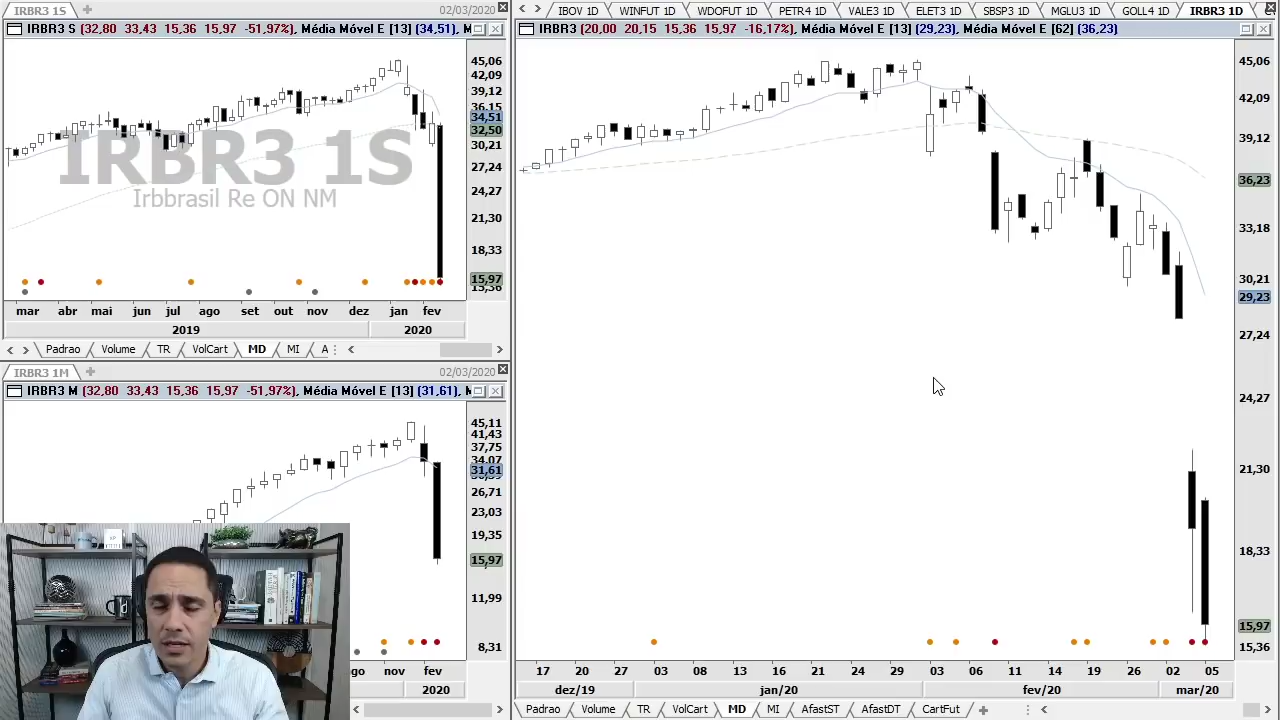 IRBR3 1S
02/03/2020
IRBR3 S (32,80 33,43 15,36 15,97 -51,97%), Média Móvel E [13] (34,51), M
45,06
42,09
39,12
36,15
34,51
32,50
30,21
27,24
24,27
21,30
18,33
15,97
15,36
IRBR3 1S
Irbbrasil Re ON NM
mar abr mai jun jul ago set out nov dez jan fev
2019 2020
Padrao Volume TR VolCart MD MI A
IRBR3 1M
02/03/2020
IRBR3 M (32,80 33,43 15,36 15,97 -51,97%), Média Móvel E [13] (31,61), M
45,11
41,43
37,75
34,07
31,61
26,71
23,03
19,35
15,97
11,99
8,31
ago nov fev
2020
IBOV 1D WINFUT 1D WDOFUT 1D PETR4 1D VALE3 1D ELET3 1D SBSP3 1D MGLU3 1D GOLL4 1D IRBR3 1D
IRBR3 (20,00 20,15 15,36 15,97 -16,17%), Média Móvel E [13] (29,23), Média Móvel E [62] (36,23)
45,06
42,09
39,12
36,23
33,18
30,21
29,23
27,24
24,27
21,30
18,33
15,97
15,36
17 20 27 03 08 13 16 21 24 29 03 06 11 14 19 26 02 05
dez/19 jan/20 fev/20 mar/20
Padrao Volume TR VolCart MD MI AfastST AfastDT CartFut